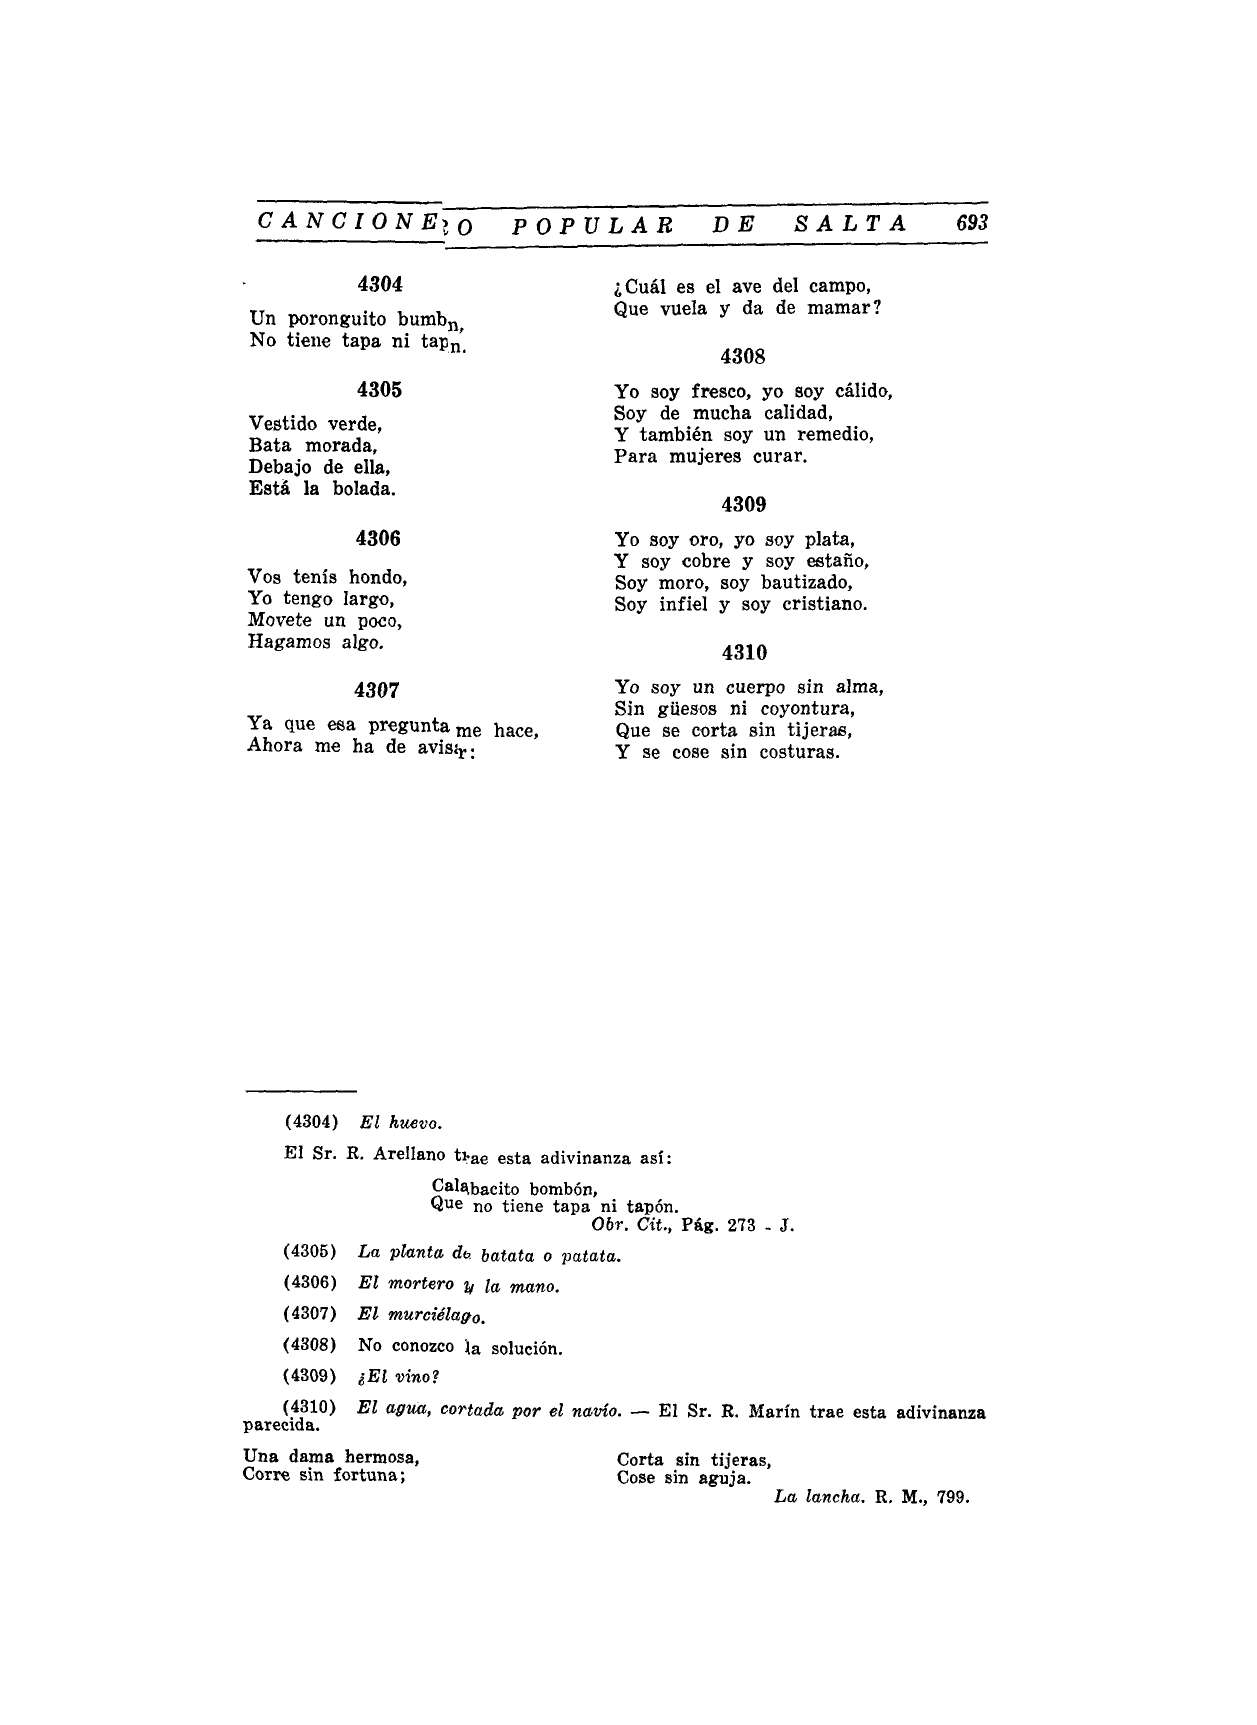 CANCIONERO POPULAR DE SALTA 693
4304
Un poronguito bumbn,
No tiene tapa ni tapn.
4305
Vestido verde,
Bata morada,
Debajo de ella,
Está la bolada.
4306
Vos tenís hondo,
Yo tengo largo,
Movete un poco,
Hagamos algo.
4307
Ya que esa pregunta me hace,
Ahora me ha de avisar:
¿Cuál es el ave del campo,
Que vuela y da de mamar?
4308
Yo soy fresco, yo soy cálido,
Soy de mucha calidad,
Y también soy un remedio,
Para mujeres curar.
4309
Yo soy oro, yo soy plata,
Y soy cobre y soy estaño,
Soy moro, soy bautizado,
Soy infiel y soy cristiano.
4310
Yo soy un cuerpo sin alma,
Sin güesos ni coyontura,
Que se corta sin tijeras,
Y se cose sin costuras.
(4304) El huevo.
El Sr. R. Arellano trae esta adivinanza así:
Calabacito bombón,
Que no tiene tapa ni tapón.
Obr. Cit., Pág. 273 - J.
(4305) La planta de batata o patata.
(4306) El mortero y la mano.
(4307) El murciélago.
(4308) No conozco la solución.
(4309) ¿El vino?
(4310) El agua, cortada por el navío. — El Sr. R. Marín trae esta adivinanza
parecida.
Una dama hermosa,
Corre sin fortuna;
Corta sin tijeras,
Cose sin aguja.
La lancha. R. M., 799.